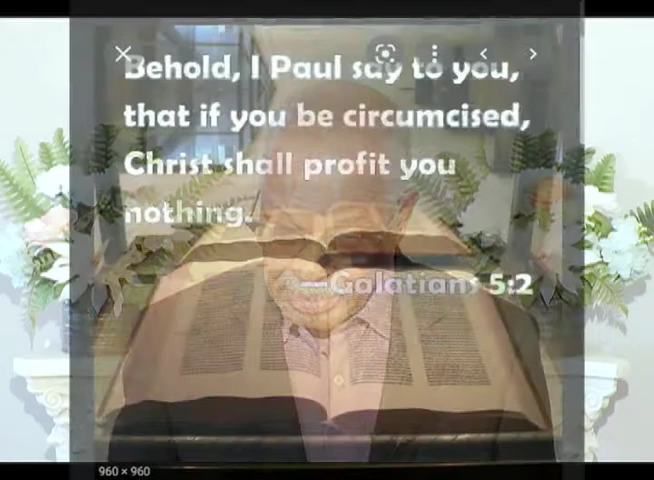 Behold, I Paul say to you,
that if you be circumcised,
Christ shall profit you
nothing.
—Galatians 5:2
960 × 960